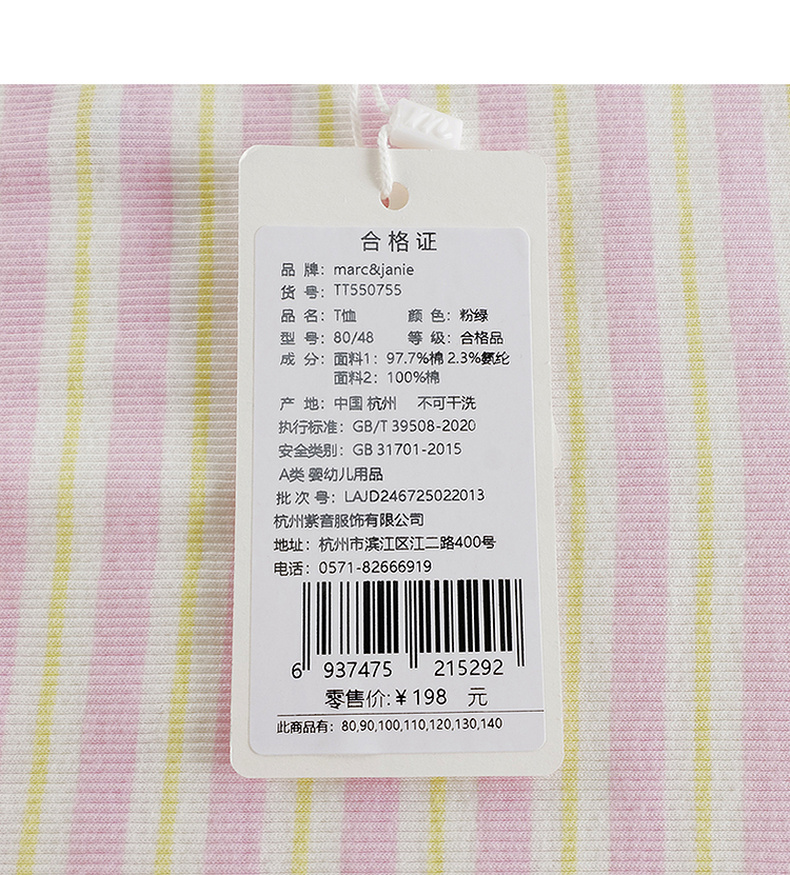 合格证
品 牌：marc&janie
货 号：TT550755
品 名：T恤 颜 色：粉绿
型 号：80/48 等 级：合格品
成 分：面料1：97.7%棉 2.3%氨纶
面料2：100%棉
产 地：中国 杭州 不可干洗
执行标准：GB/T 39508-2020
安全类别：GB 31701-2015
A类 婴幼儿用品
批 次 号：LAJD246725022013
杭州紫音服饰有限公司
地址：杭州市滨江区江二路400号
电话：0571-82666919
6 937475 215292
零售价:￥198 元
此商品有：80,90,100,110,120,130,140